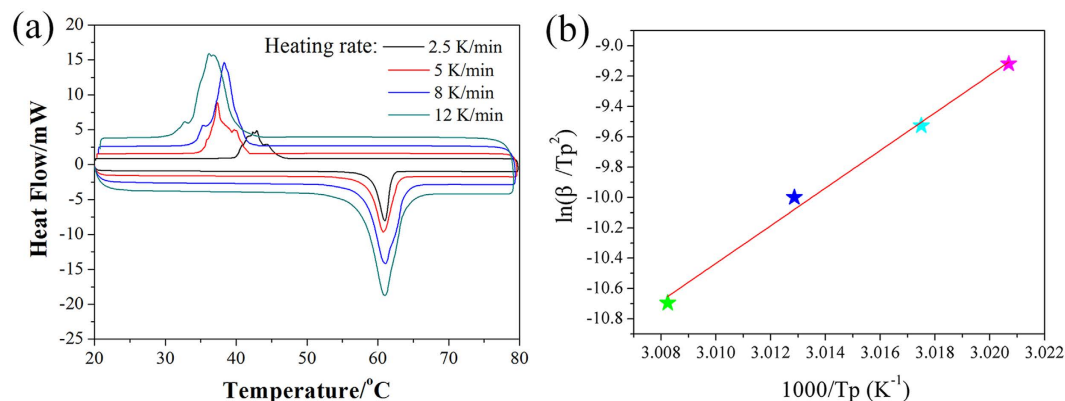 (a)
Heating rate:
2.5 K/min
5 K/min
8 K/min
12 K/min
Heat Flow/mW
20
15
10
5
0
-5
-10
-15
-20
-25
20 30 40 50 60 70 80
Temperature/°C
(b)
ln(β /Tp²)
-9.0
-9.2
-9.4
-9.6
-9.8
-10.0
-10.2
-10.4
-10.6
-10.8
3.008 3.010 3.012 3.014 3.016 3.018 3.020 3.022
1000/Tp (K⁻¹)